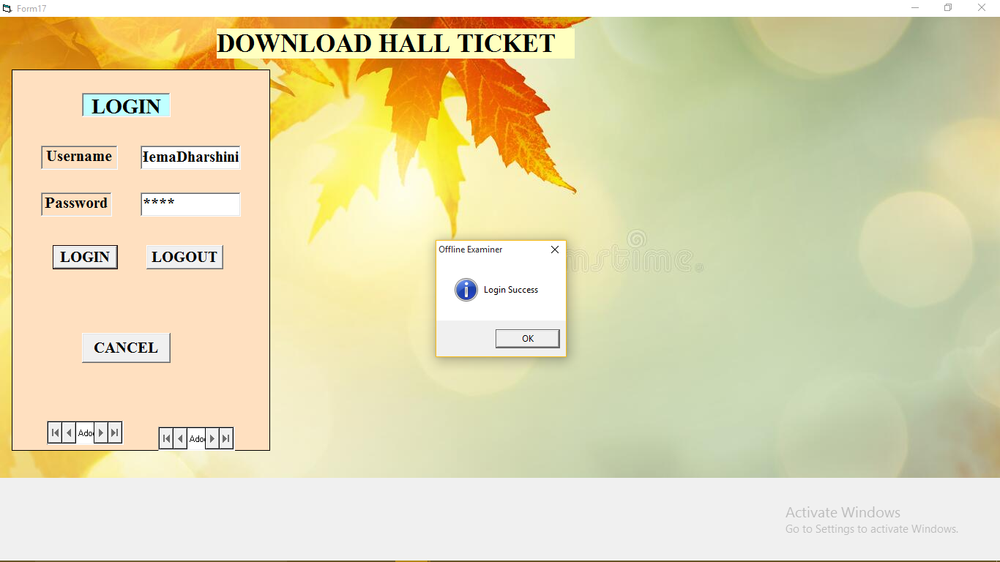 Form17
DOWNLOAD HALL TICKET
LOGIN
Username
HemaDharshini
Password
****
LOGIN
LOGOUT
Offline Examiner
Login Success
OK
CANCEL
Ado
Ado
Activate Windows
Go to Settings to activate Windows.